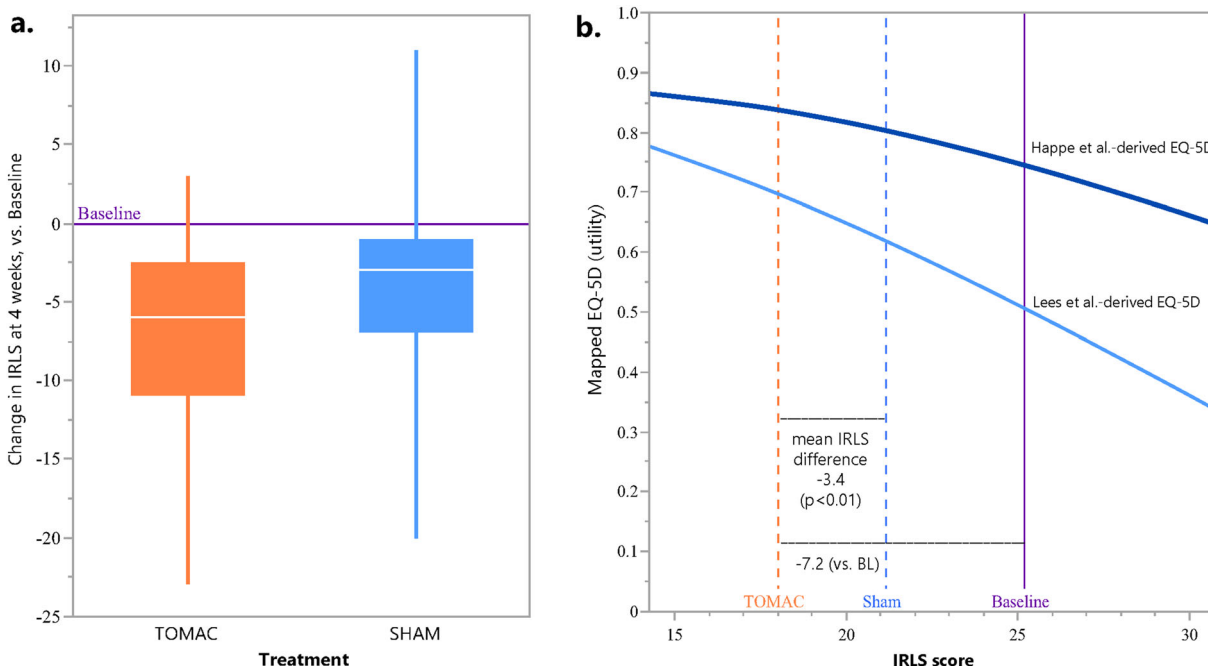 a.
Change in IRLS at 4 weeks, vs. Baseline
10
5
0
-5
-10
-15
-20
-25
Baseline
TOMAC
SHAM
Treatment
b.
Mapped EQ-5D (utility)
1.0
0.9
0.8
0.7
0.6
0.5
0.4
0.3
0.2
0.1
0
Happe et al.-derived EQ-5D
Lees et al.-derived EQ-5D
mean IRLS
difference
-3.4
(p<0.01)
-7.2 (vs. BL)
TOMAC
Sham
Baseline
15
20
25
30
IRLS score